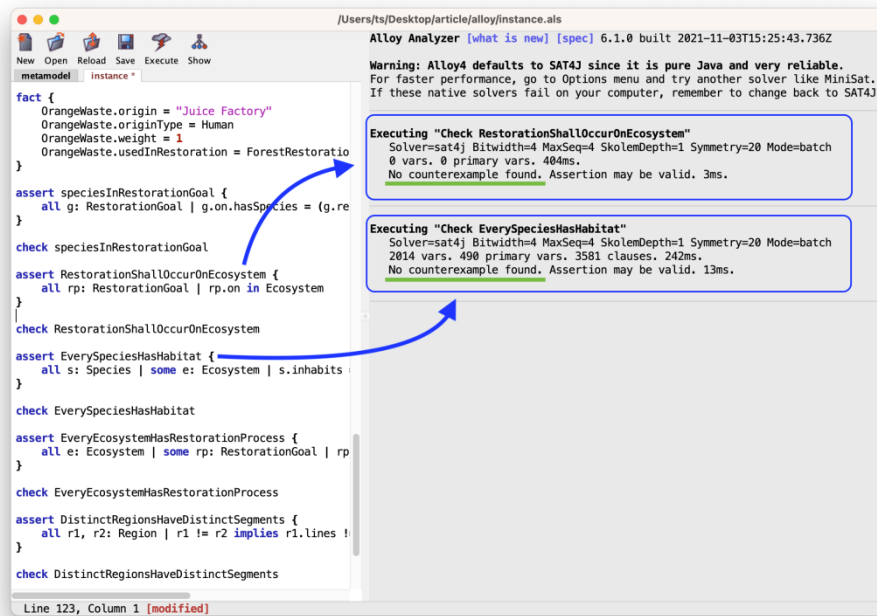 /Users/ts/Desktop/article/alloy/instance.als
New Open Reload Save Execute Show
metamodel instance *
fact {
OrangeWaste.origin = "Juice Factory"
OrangeWaste.originType = Human
OrangeWaste.weight = 1
OrangeWaste.usedInRestoration = ForestRestoratio
}
assert speciesInRestorationGoal {
all g: RestorationGoal | g.on.hasSpecies = (g.re
}
check speciesInRestorationGoal
assert RestorationShallOccurOnEcosystem {
all rp: RestorationGoal | rp.on in Ecosystem
}
check RestorationShallOccurOnEcosystem
assert EverySpeciesHasHabitat {
all s: Species | some e: Ecosystem | s.inhabits
}
check EverySpeciesHasHabitat
assert EveryEcosystemHasRestorationProcess {
all e: Ecosystem | some rp: RestorationGoal | rp
}
check EveryEcosystemHasRestorationProcess
assert DistinctRegionsHaveDistinctSegments {
all r1, r2: Region | r1 != r2 implies r1.lines !
}
check DistinctRegionsHaveDistinctSegments
Line 123, Column 1 [modified]
Alloy Analyzer [what is new] [spec] 6.1.0 built 2021-11-03T15:25:43.736Z
Warning: Alloy4 defaults to SAT4J since it is pure Java and very reliable.
For faster performance, go to Options menu and try another solver like MiniSat.
If these native solvers fail on your computer, remember to change back to SAT4J
Executing "Check RestorationShallOccurOnEcosystem"
Solver=sat4j Bitwidth=4 MaxSeq=4 SkolemDepth=1 Symmetry=20 Mode=batch
0 vars. 0 primary vars. 404ms.
No counterexample found. Assertion may be valid. 3ms.
Executing "Check EverySpeciesHasHabitat"
Solver=sat4j Bitwidth=4 MaxSeq=4 SkolemDepth=1 Symmetry=20 Mode=batch
2014 vars. 490 primary vars. 3581 clauses. 242ms.
No counterexample found. Assertion may be valid. 13ms.